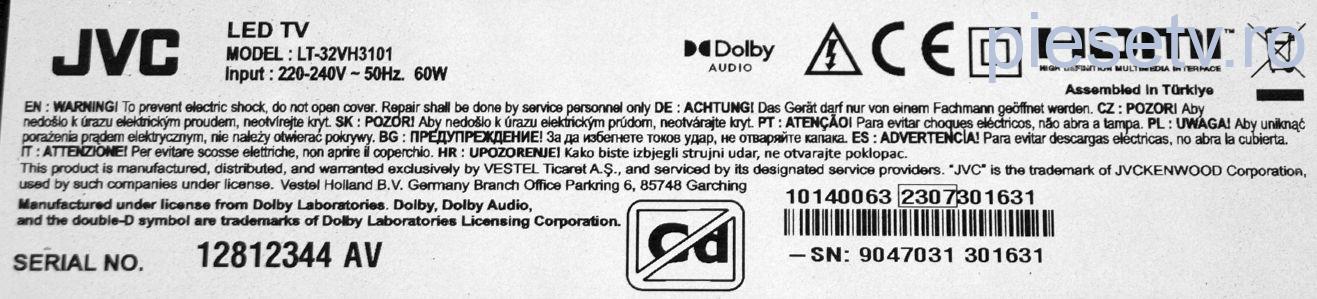 JVC
LED TV
MODEL : LT-32VH3101
Input : 220-240V ~ 50Hz. 60W
Dolby
AUDIO
CE
HDMI
HIGH DEFINITION MULTIMEDIA INTERFACE
piesetv.ro
Assembled In Türkiye
EN : WARNING! To prevent electric shock, do not open cover. Repair shall be done by service personnel only DE : ACHTUNG! Das Gerät darf nur von einem Fachmann geöffnet werden. CZ : POZOR! Aby
nedošlo k úrazu elektrickým proudem, neotvírejte kryt. SK : POZOR! Aby nedošlo k úrazu elektrickým prúdom, neotvárajte kryt. PT : ATENÇÃO! Para evitar choques eléctricos, não abra a tampa. PL : UWAGA! Aby uniknąć
porażenia prądem elektrycznym, nie należy otwierać pokrywy. BG : ПРЕДУПРЕЖДЕНИЕ! За да избегнете токов удар, не отваряйте капака. ES : ADVERTENCIA! Para evitar descargas eléctricas, no abra la cubierta.
IT : ATTENZIONE! Per evitare scosse elettriche, non aprire il coperchio. HR : UPOZORENJE! Kako biste izbjegli strujni udar, ne otvarajte poklopac.
This product is manufactured, distributed, and warranted exclusively by VESTEL Ticaret A.Ş., and serviced by its designated service providers. "JVC" is the trademark of JVCKENWOOD Corporation,
used by such companies under license. Vestel Holland B.V. Germany Branch Office Parkring 6, 85748 Garching
Manufactured under license from Dolby Laboratories. Dolby, Dolby Audio,
and the double-D symbol are trademarks of Dolby Laboratories Licensing Corporation.
Cd
10140063 2307 301631
SERIAL NO. 12812344 AV
-SN: 9047031 301631